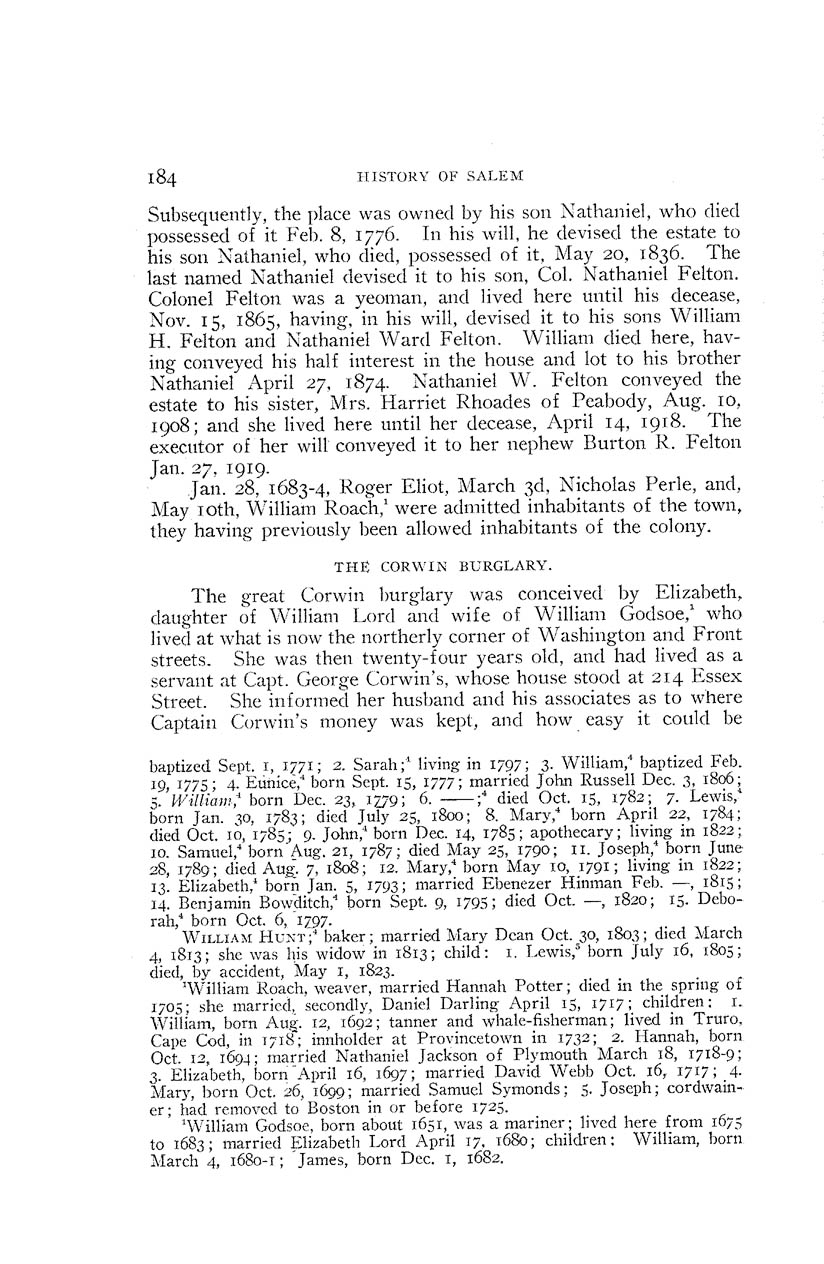 184 HISTORY OF SALEM
Subsequently, the place was owned by his son Nathaniel, who died
possessed of it Feb. 8, 1776. In his will, he devised the estate to
his son Nathaniel, who died, possessed of it, May 20, 1836. The
last named Nathaniel devised it to his son, Col. Nathaniel Felton.
Colonel Felton was a yeoman, and lived here until his decease,
Nov. 15, 1865, having, in his will, devised it to his sons William
H. Felton and Nathaniel Ward Felton. William died here, hav-
ing conveyed his half interest in the house and lot to his brother
Nathaniel April 27, 1874. Nathaniel W. Felton conveyed the
estate to his sister, Mrs. Harriet Rhoades of Peabody, Aug. 10,
1908; and she lived here until her decease, April 14, 1918. The
executor of her will conveyed it to her nephew Burton R. Felton
Jan. 27, 1919.
Jan. 28, 1683-4, Roger Eliot, March 3d, Nicholas Perle, and,
May 10th, William Roach,¹ were admitted inhabitants of the town,
they having previously been allowed inhabitants of the colony.
THE CORWIN BURGLARY.
The great Corwin burglary was conceived by Elizabeth,
daughter of William Lord and wife of William Godsoe,¹ who
lived at what is now the northerly corner of Washington and Front
streets. She was then twenty-four years old, and had lived as a
servant at Capt. George Corwin's, whose house stood at 214 Essex
Street. She informed her husband and his associates as to where
Captain Corwin's money was kept, and how easy it could be
baptized Sept. 1, 1771; 2. Sarah;⁴ living in 1797; 3. William,⁴ baptized Feb.
19, 1775; 4. Eunice,⁴ born Sept. 15, 1777; married John Russell Dec. 3, 1806;
5. William,⁴ born Dec. 23, 1779; 6. ——;⁴ died Oct. 15, 1782; 7. Lewis,⁴
born Jan. 30, 1783; died July 25, 1800; 8. Mary,⁴ born April 22, 1784;
died Oct. 10, 1785; 9. John,⁴ born Dec. 14, 1785; apothecary; living in 1822;
10. Samuel,⁴ born Aug. 21, 1787; died May 25, 1790; 11. Joseph,⁴ born June
28, 1789; died Aug. 7, 1808; 12. Mary,⁴ born May 10, 1791; living in 1822;
13. Elizabeth,⁴ born Jan. 5, 1793; married Ebenezer Hinman Feb. —, 1815;
14. Benjamin Bowditch,⁴ born Sept. 9, 1795; died Oct. —, 1820; 15. Debo-
rah,⁴ born Oct. 6, 1797.
WILLIAM HUNT;⁴ baker; married Mary Dean Oct. 30, 1803; died March
4, 1813; she was his widow in 1813; child: 1. Lewis,⁵ born July 16, 1805;
died, by accident, May 1, 1823.
¹William Roach, weaver, married Hannah Potter; died in the spring of
1705; she married, secondly, Daniel Darling April 15, 1717; children: 1.
William, born Aug. 12, 1692; tanner and whale-fisherman; lived in Truro,
Cape Cod, in 1718; innholder at Provincetown in 1732; 2. Hannah, born
Oct. 12, 1694; married Nathaniel Jackson of Plymouth March 18, 1718-9;
3. Elizabeth, born April 16, 1697; married David Webb Oct. 16, 1717; 4.
Mary, born Oct. 26, 1699; married Samuel Symonds; 5. Joseph; cordwain-
er; had removed to Boston in or before 1725.
¹William Godsoe, born about 1651, was a mariner; lived here from 1675
to 1683; married Elizabeth Lord April 17, 1680; children: William, born
March 4, 1680-1; James, born Dec. 1, 1682.